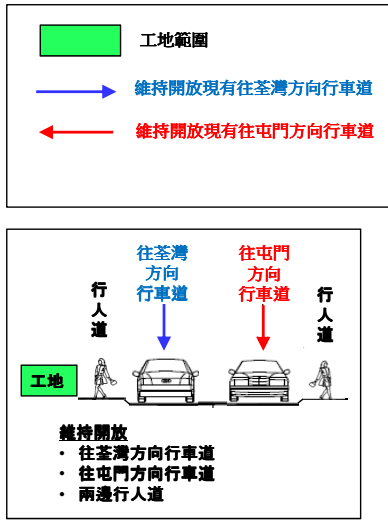 工地範圍
維持開放現有往荃灣方向行車道
維持開放現有往屯門方向行車道
往荃灣
方向
行車道
往屯門
方向
行車道
行人道
行人道
工地
維持開放
• 往荃灣方向行車道
• 往屯門方向行車道
• 兩邊行人道